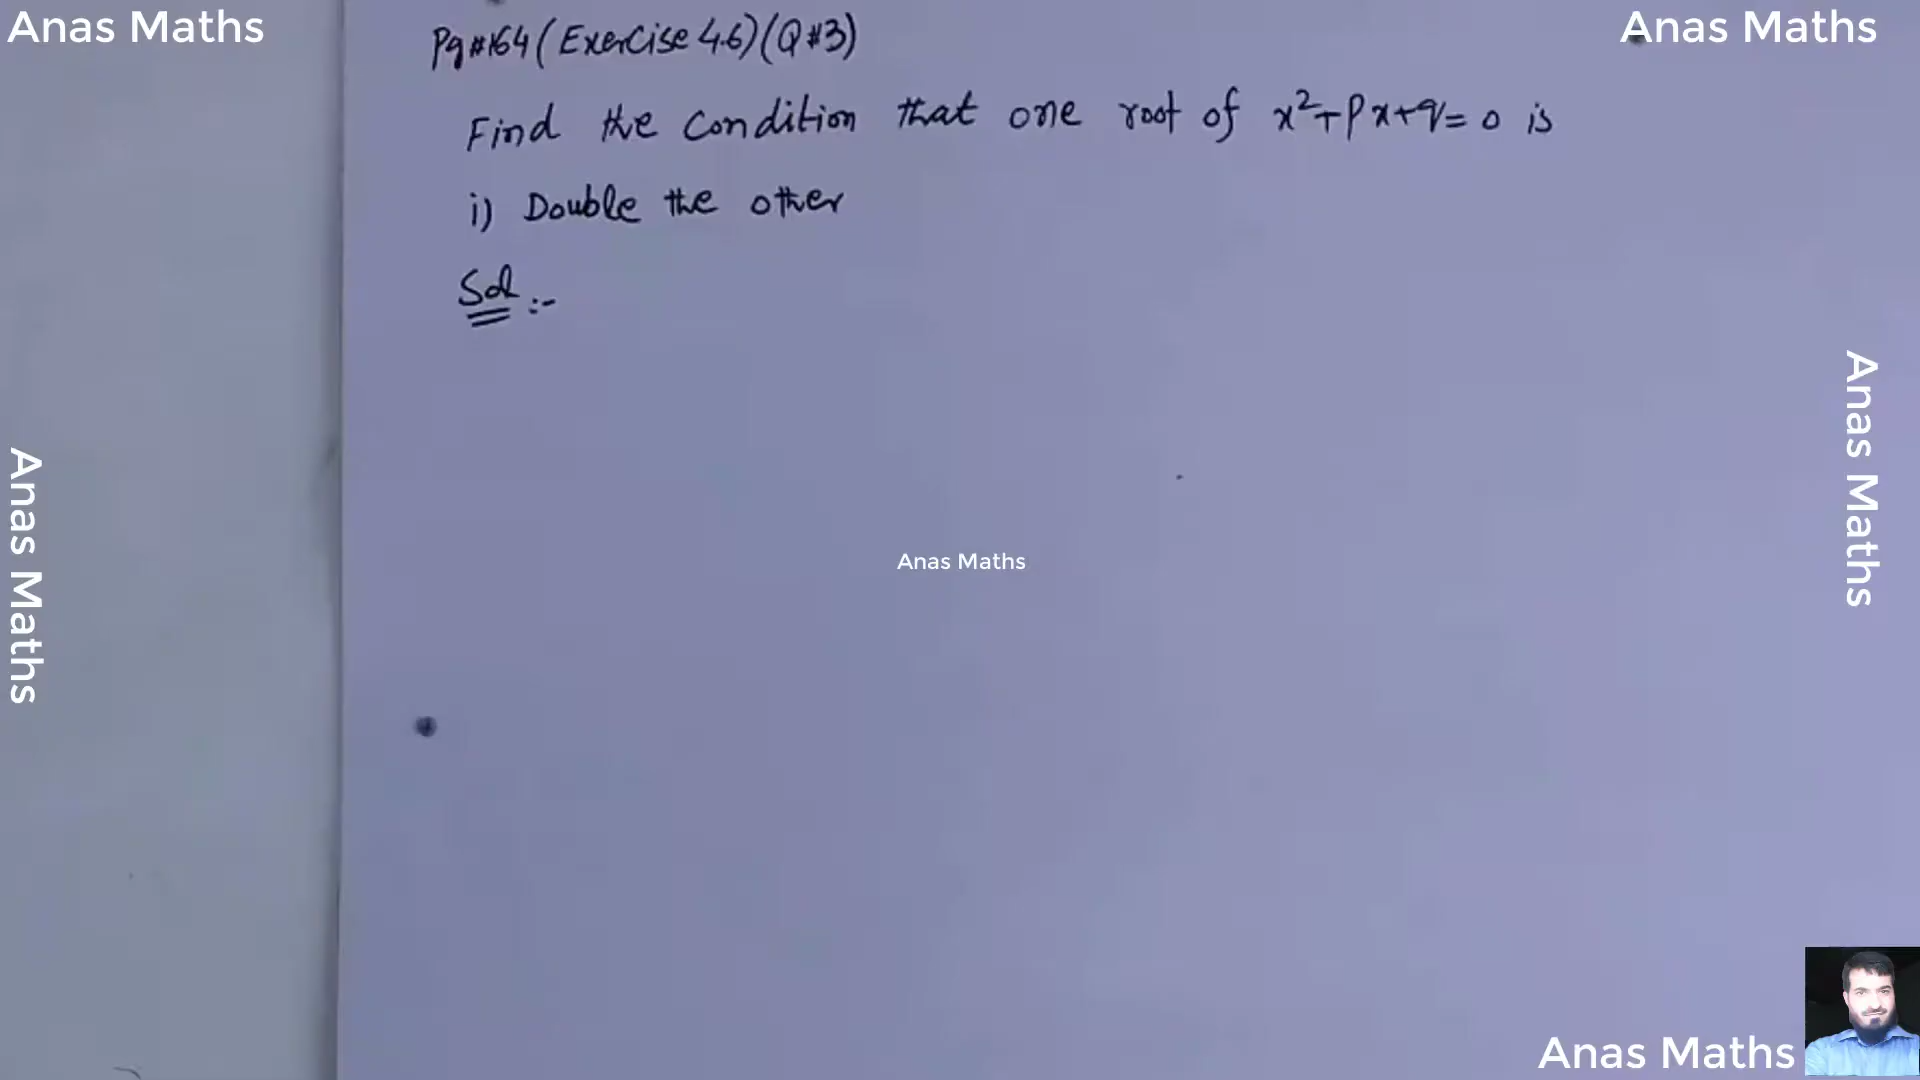 Anas Maths
Anas Maths
Pg#164 (Exercise 4.6) (Q#3)
Find the Condition that one root of x²+Px+q=0 is
i) Double the other
Sol :-
Anas Maths
Anas Maths
Anas Maths
Anas Maths